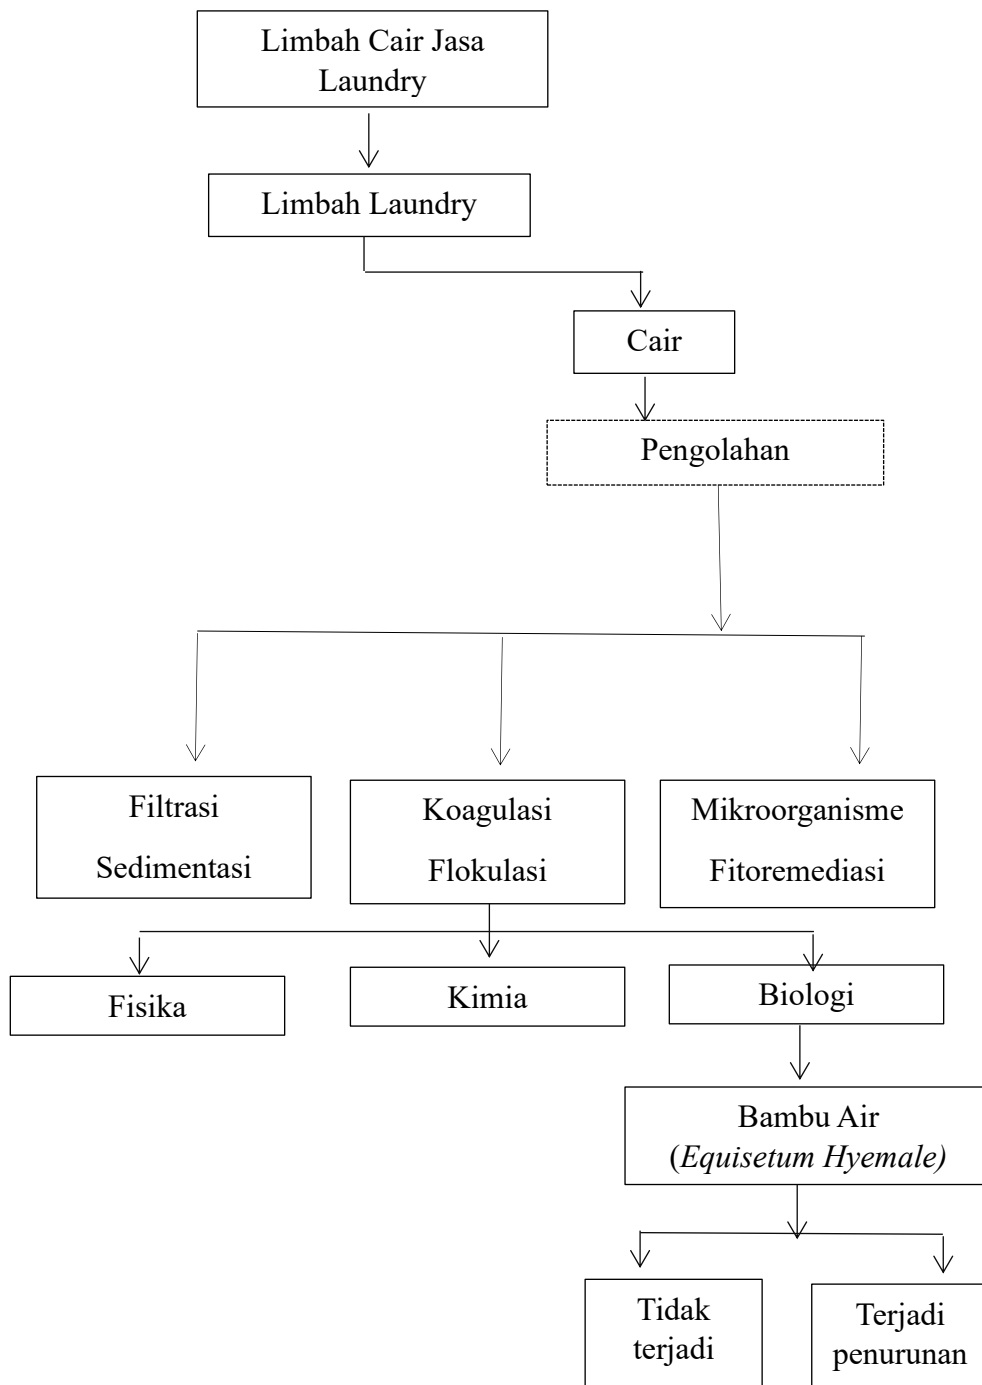 Limbah Cair Jasa
Laundry
Limbah Laundry
Cair
Pengolahan
Filtrasi
Sedimentasi
Koagulasi
Flokulasi
Mikroorganisme
Fitoremediasi
Fisika
Kimia
Biologi
Bambu Air
(Equisetum Hyemale)
Tidak
terjadi
Terjadi
penurunan